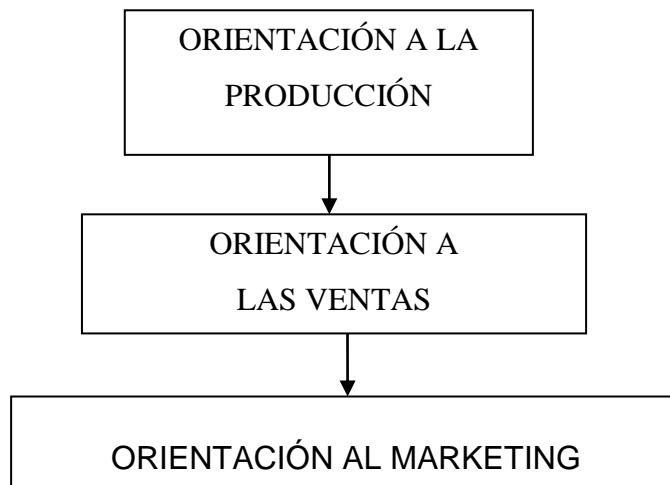 ORIENTACIÓN A LA
PRODUCCIÓN
ORIENTACIÓN A
LAS VENTAS
ORIENTACIÓN AL MARKETING